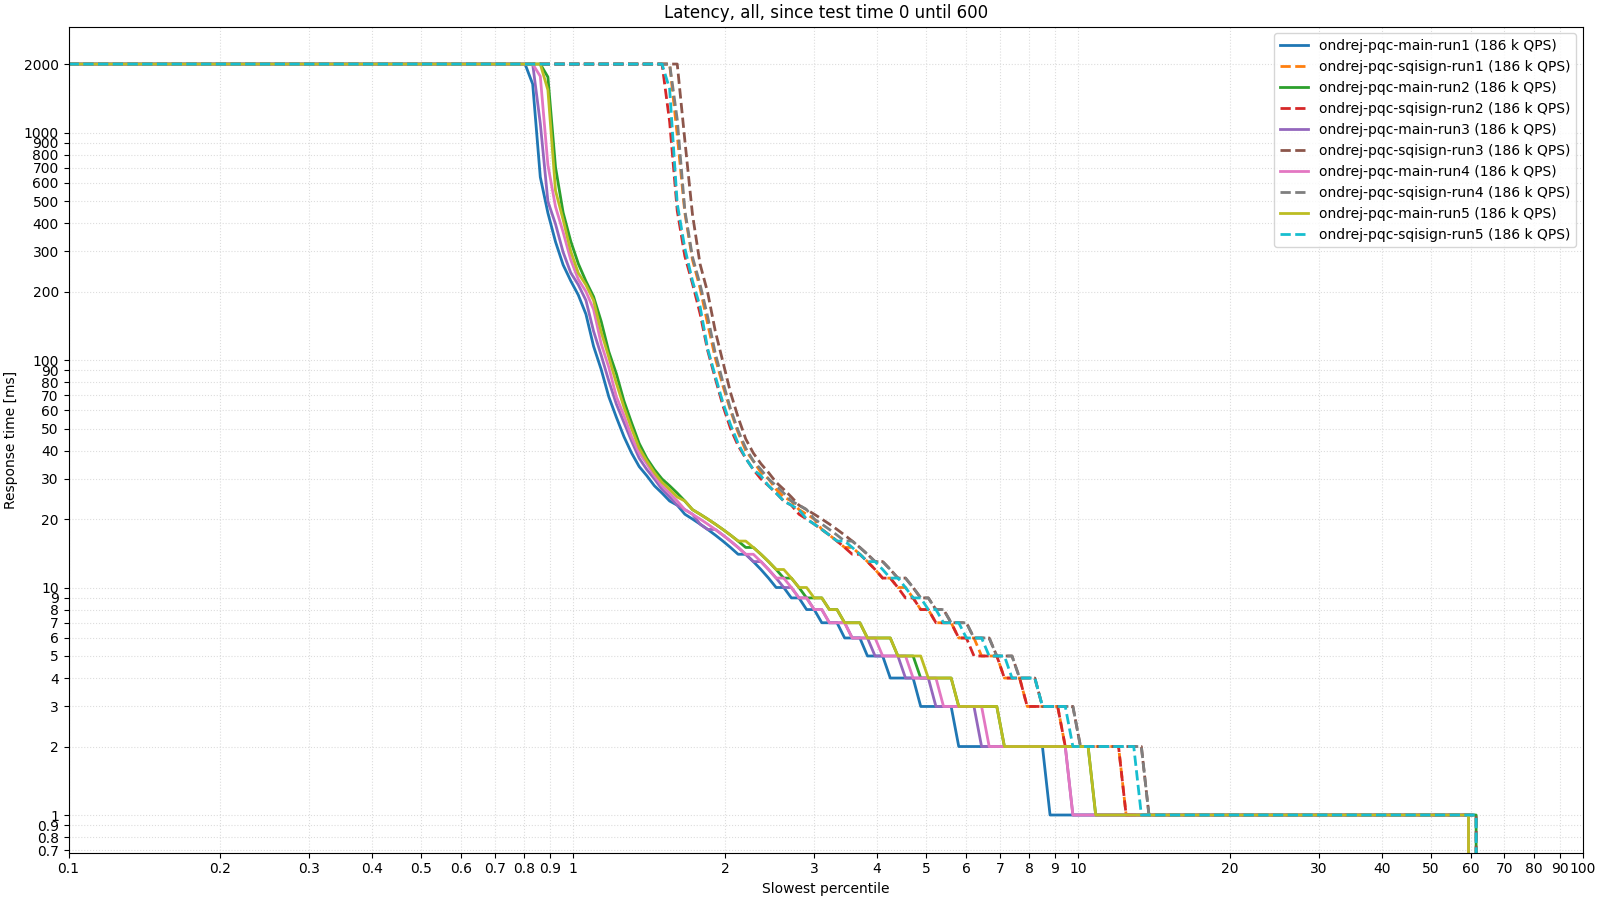 Latency, all, since test time 0 until 600
ondrej-pqc-main-run1 (186 k QPS)
ondrej-pqc-sqisign-run1 (186 k QPS)
ondrej-pqc-main-run2 (186 k QPS)
ondrej-pqc-sqisign-run2 (186 k QPS)
ondrej-pqc-main-run3 (186 k QPS)
ondrej-pqc-sqisign-run3 (186 k QPS)
ondrej-pqc-main-run4 (186 k QPS)
ondrej-pqc-sqisign-run4 (186 k QPS)
ondrej-pqc-main-run5 (186 k QPS)
ondrej-pqc-sqisign-run5 (186 k QPS)
Response time [ms]
2000
1000
900
800
700
600
500
400
300
200
100
90
80
70
60
50
40
30
20
10
9
8
7
6
5
4
3
2
1
0.9
0.8
0.7
0.1 0.2 0.3 0.4 0.5 0.6 0.7 0.8 0.9 1 2 3 4 5 6 7 8 9 10 20 30 40 50 60 70 80 90 100
Slowest percentile